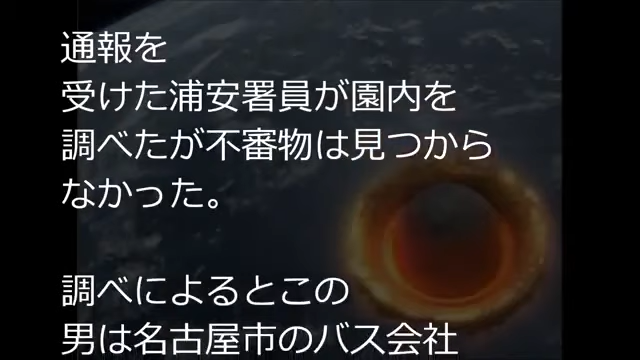 通報を
受けた浦安署員が園内を
調べたが不審物は見つから
なかった。
調べによるとこの
男は名古屋市のバス会社